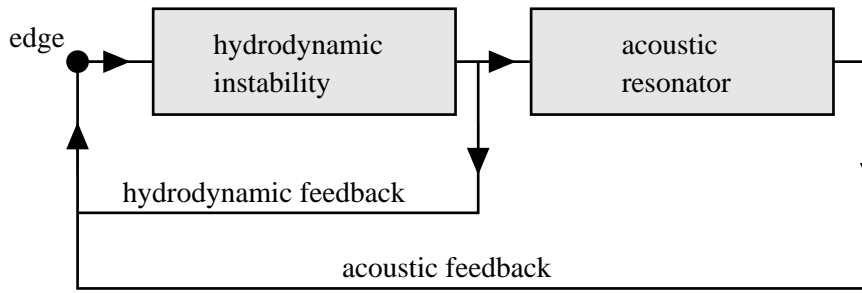 edge
hydrodynamic
instability
acoustic
resonator
hydrodynamic feedback
acoustic feedback